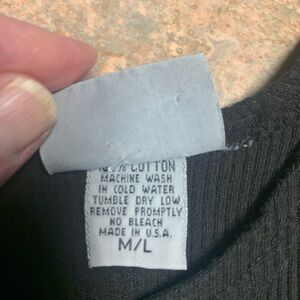 COTTON
MACHINE WASH
IN COLD WATER
TUMBLE DRY LOW
REMOVE PROMPTLY
NO BLEACH
MADE IN U.S.A.
M/L